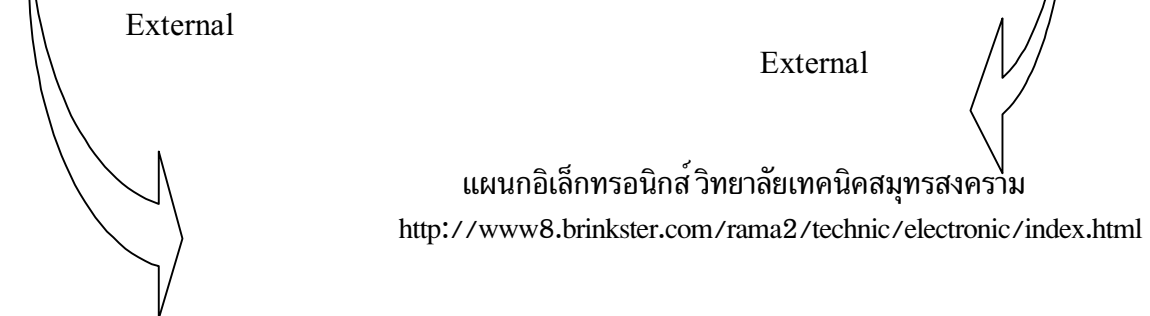 External
External
แผนกอิเล็กทรอนิกส์ วิทยาลัยเทคนิคสมุทรสงคราม
http://www8.brinkster.com/rama2/technic/electronic/index.html